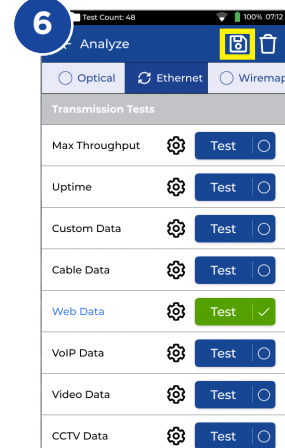 6
Test Count: 48 100% 07:12
← Analyze
Optical Ethernet Wiremap
Transmission Tests
Max Throughput Test
Uptime Test
Custom Data Test
Cable Data Test
Web Data Test
VoIP Data Test
Video Data Test
CCTV Data Test